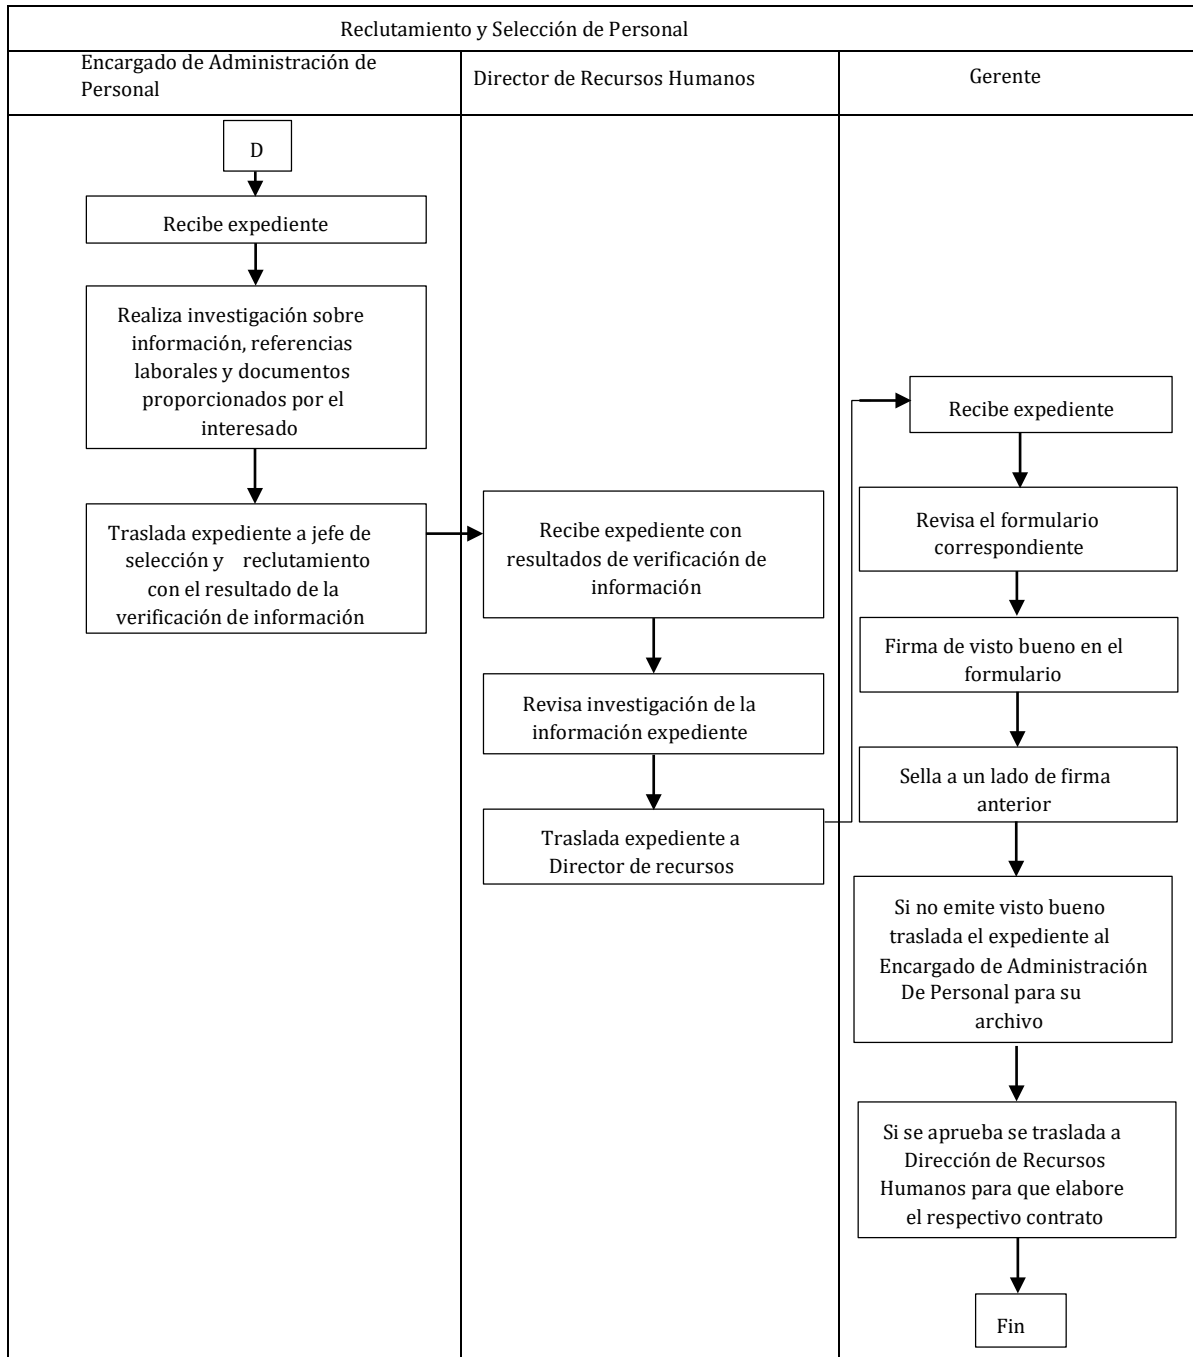 Reclutamiento y Selección de Personal
Encargado de Administración de
Personal
Director de Recursos Humanos
Gerente
D
Recibe expediente
Realiza investigación sobre
información, referencias
laborales y documentos
proporcionados por el
interesado
Traslada expediente a jefe de
selección y reclutamiento
con el resultado de la
verificación de información
Recibe expediente con
resultados de verificación de
información
Revisa investigación de la
información expediente
Traslada expediente a
Director de recursos
Recibe expediente
Revisa el formulario
correspondiente
Firma de visto bueno en el
formulario
Sella a un lado de firma
anterior
Si no emite visto bueno
traslada el expediente al
Encargado de Administración
De Personal para su
archivo
Si se aprueba se traslada a
Dirección de Recursos
Humanos para que elabore
el respectivo contrato
Fin